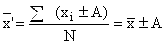 x̄' = Σ (xᵢ ± A) / N = x̄ ± A